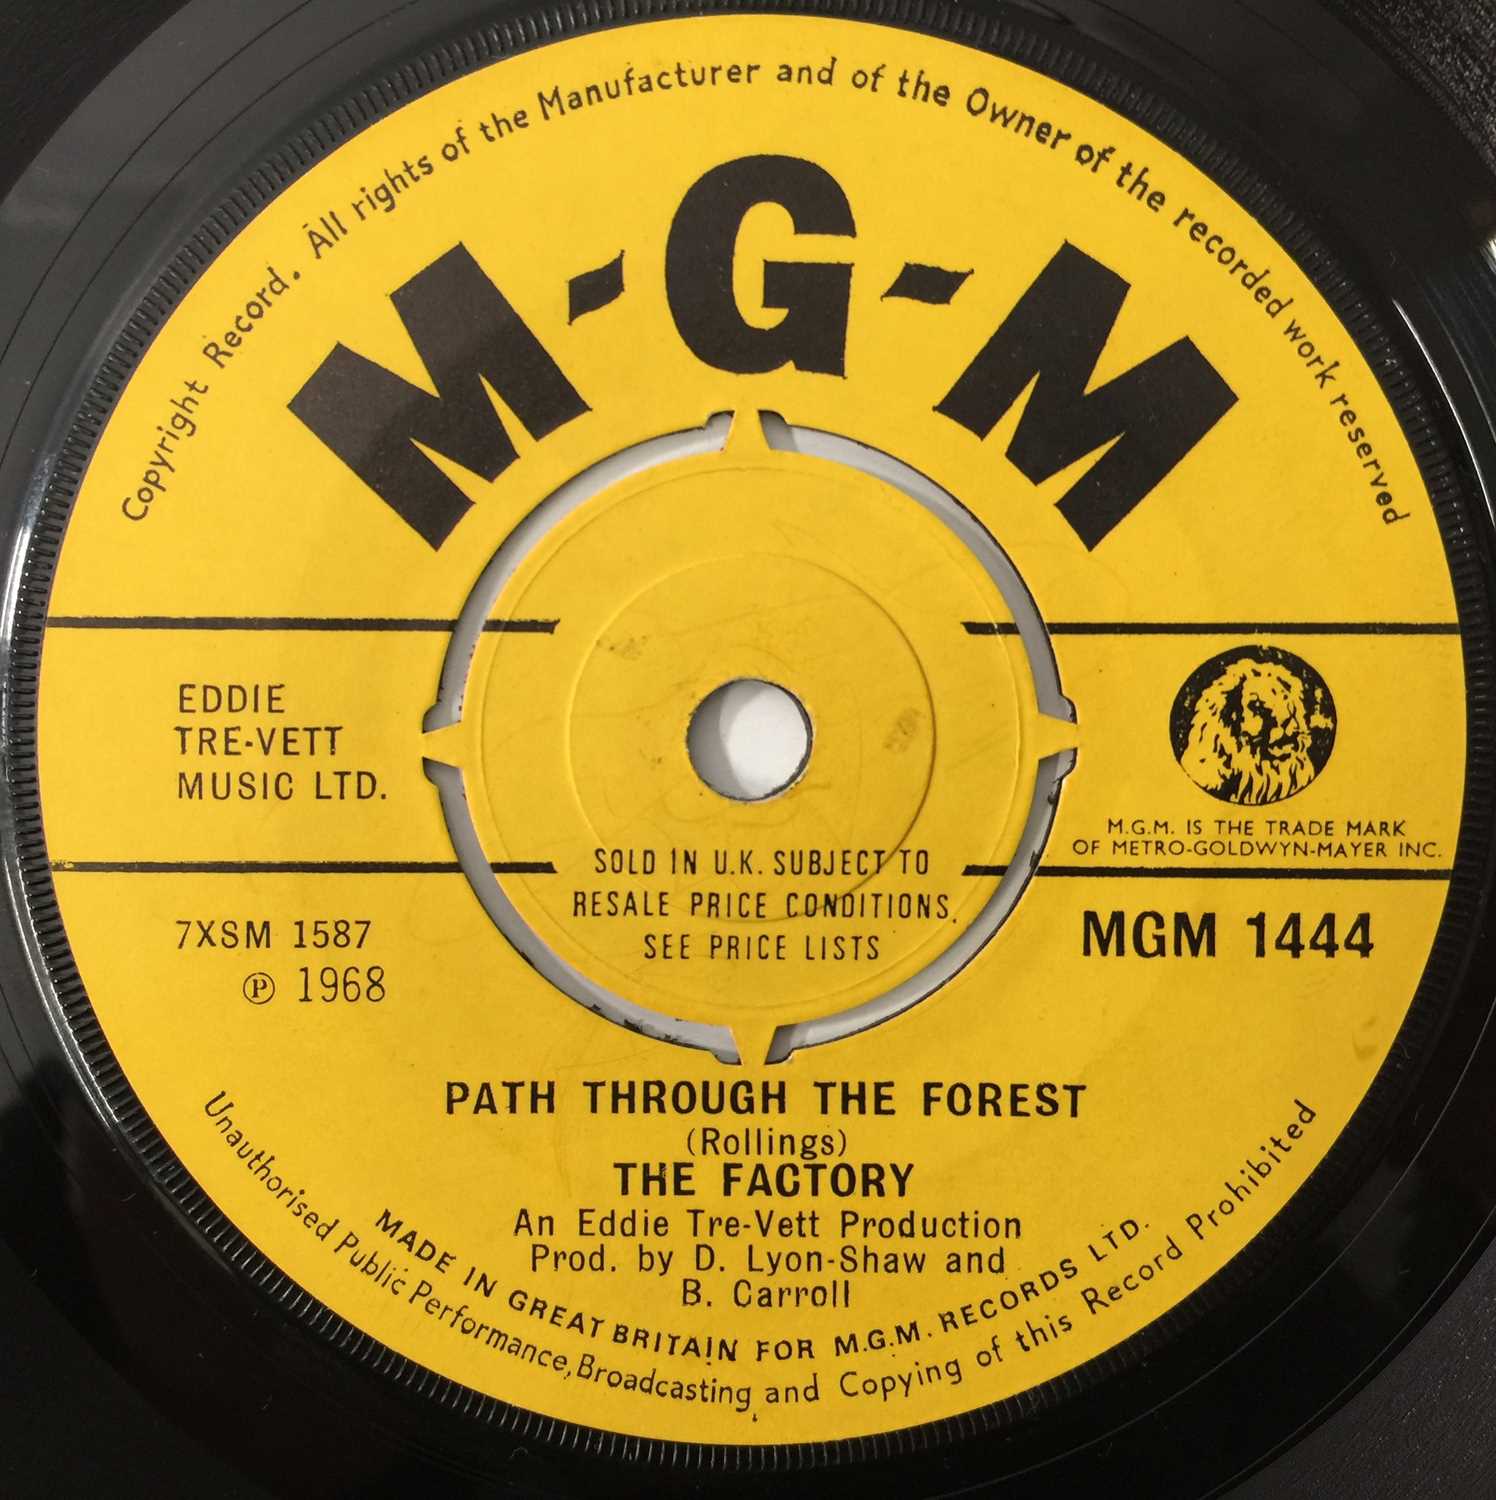 Copyright Record. All rights of the Manufacturer and of the Owner of the recorded work reserved
M-G-M
EDDIE
TRE-VETT
MUSIC LTD.
M.G.M. IS THE TRADE MARK
OF METRO-GOLDWYN-MAYER INC.
SOLD IN U.K. SUBJECT TO
RESALE PRICE CONDITIONS,
SEE PRICE LISTS
7XSM 1587
℗ 1968
MGM 1444
PATH THROUGH THE FOREST
(Rollings)
THE FACTORY
An Eddie Tre-Vett Production
Prod. by D. Lyon-Shaw and
B. Carroll
MADE IN GREAT BRITAIN FOR M.G.M. RECORDS LTD.
Unauthorised Public Performance, Broadcasting and Copying of this Record Prohibited